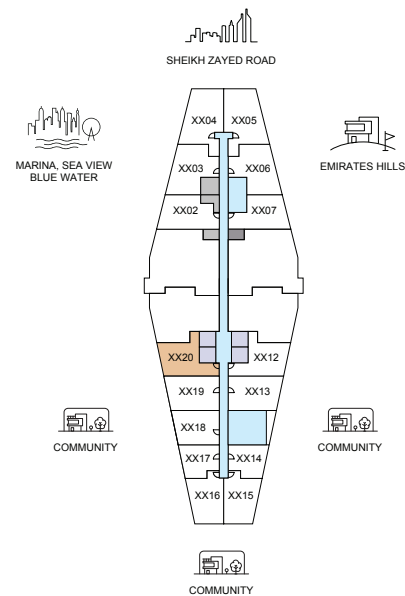 SHEIKH ZAYED ROAD
XX04 XX05
MARINA, SEA VIEW
BLUE WATER
EMIRATES HILLS
XX03 XX06
XX02 XX07
XX20 XX12
XX19 XX13
XX18
COMMUNITY
COMMUNITY
XX17 XX14
XX16 XX15
COMMUNITY